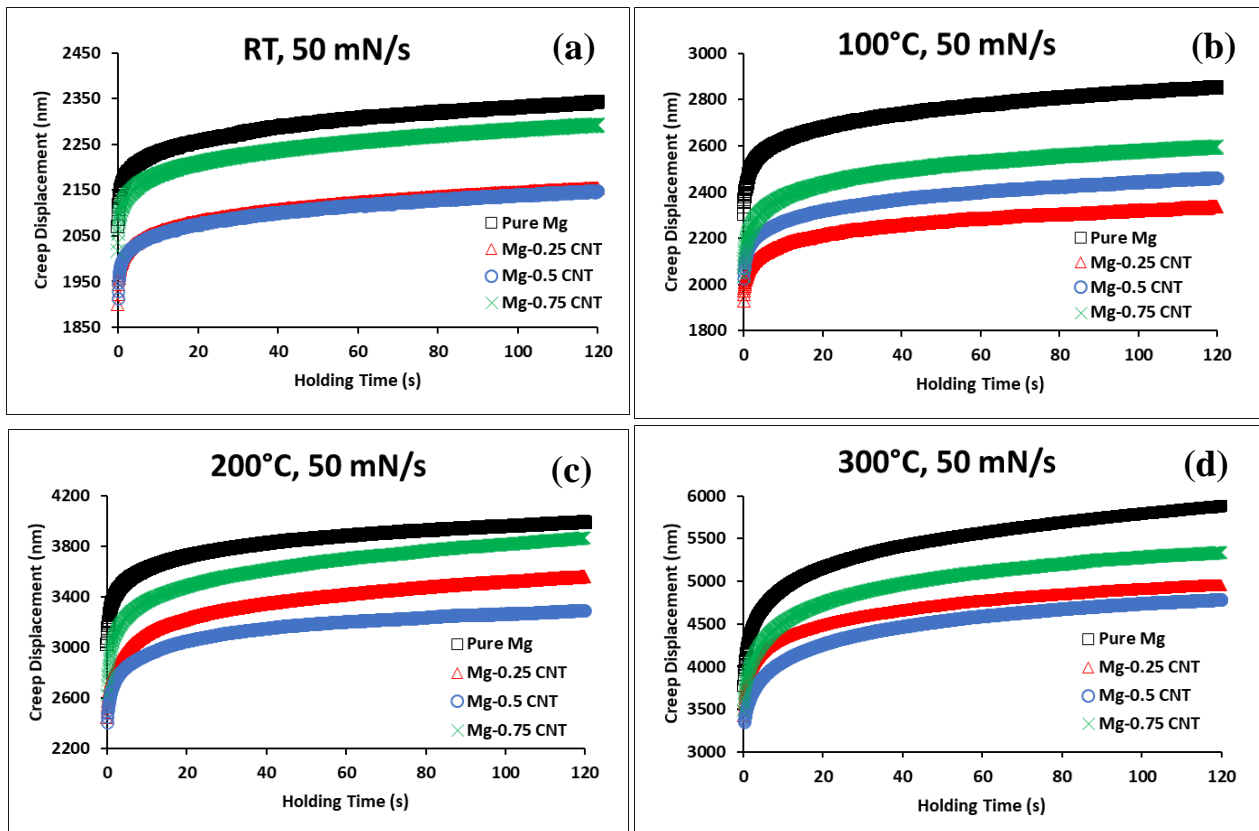 RT, 50 mN/s
(a)
Creep Displacement (nm)
2450
2350
2250
2150
2050
1950
1850
0 20 40 60 80 100 120
Holding Time (s)
Pure Mg
Mg-0.25 CNT
Mg-0.5 CNT
Mg-0.75 CNT
100°C, 50 mN/s
(b)
Creep Displacement (nm)
3000
2800
2600
2400
2200
2000
1800
0 20 40 60 80 100 120
Holding Time (s)
Pure Mg
Mg-0.25 CNT
Mg-0.5 CNT
Mg-0.75 CNT
200°C, 50 mN/s
(c)
Creep Displacement (nm)
4200
3800
3400
3000
2600
2200
0 20 40 60 80 100 120
Holding Time (s)
Pure Mg
Mg-0.25 CNT
Mg-0.5 CNT
Mg-0.75 CNT
300°C, 50 mN/s
(d)
Creep Displacement (nm)
6000
5500
5000
4500
4000
3500
3000
0 20 40 60 80 100 120
Holding Time (s)
Pure Mg
Mg-0.25 CNT
Mg-0.5 CNT
Mg-0.75 CNT